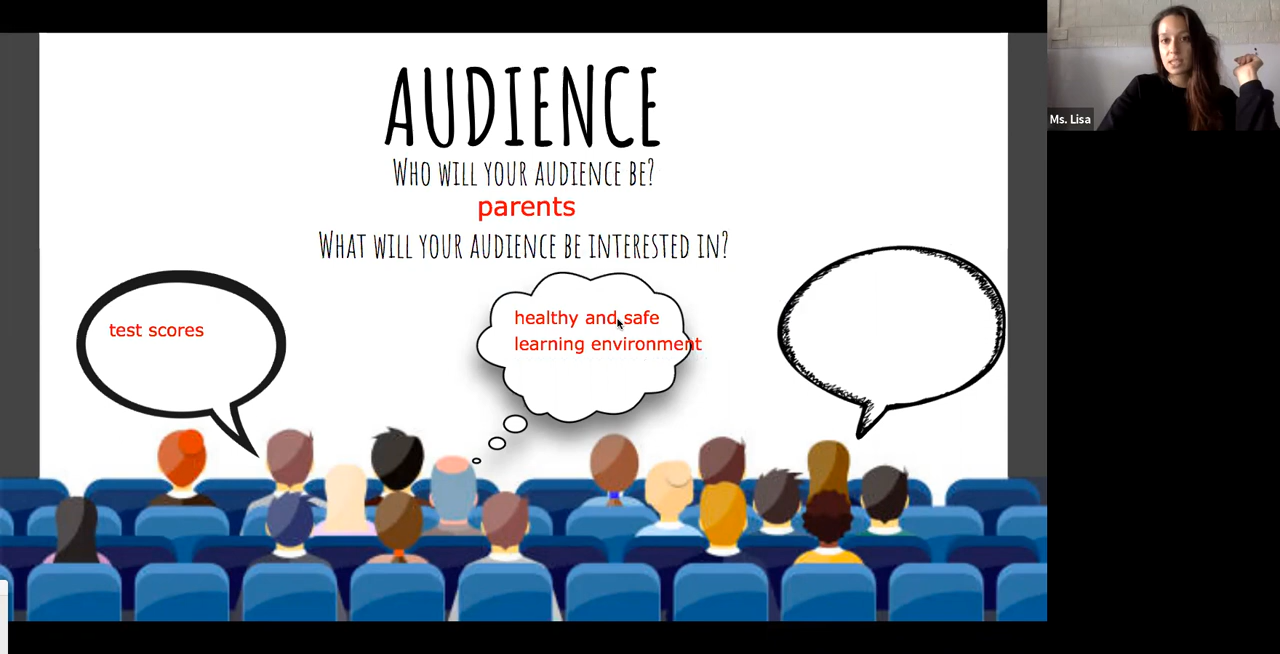 AUDIENCE
WHO WILL YOUR AUDIENCE BE?
parents
WHAT WILL YOUR AUDIENCE BE INTERESTED IN?
test scores
healthy and safe
learning environment
Ms. Lisa